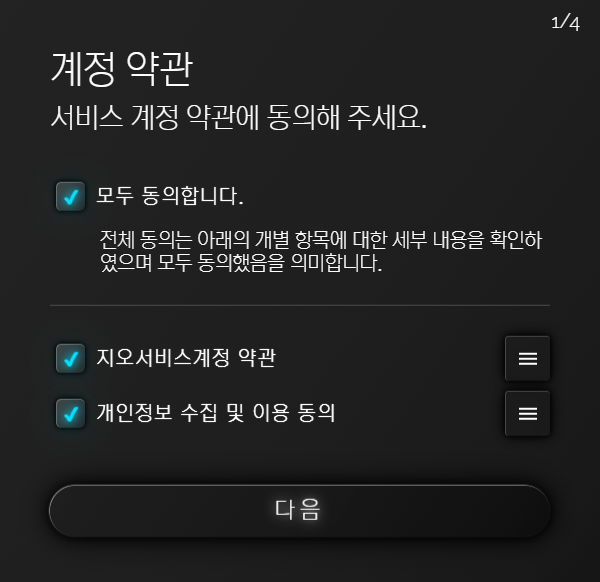 1/4
계정 약관
서비스 계정 약관에 동의해 주세요.
모두 동의합니다.
전체 동의는 아래의 개별 항목에 대한 세부 내용을 확인하
였으며 모두 동의했음을 의미합니다.
지오서비스계정 약관
개인정보 수집 및 이용 동의
다음